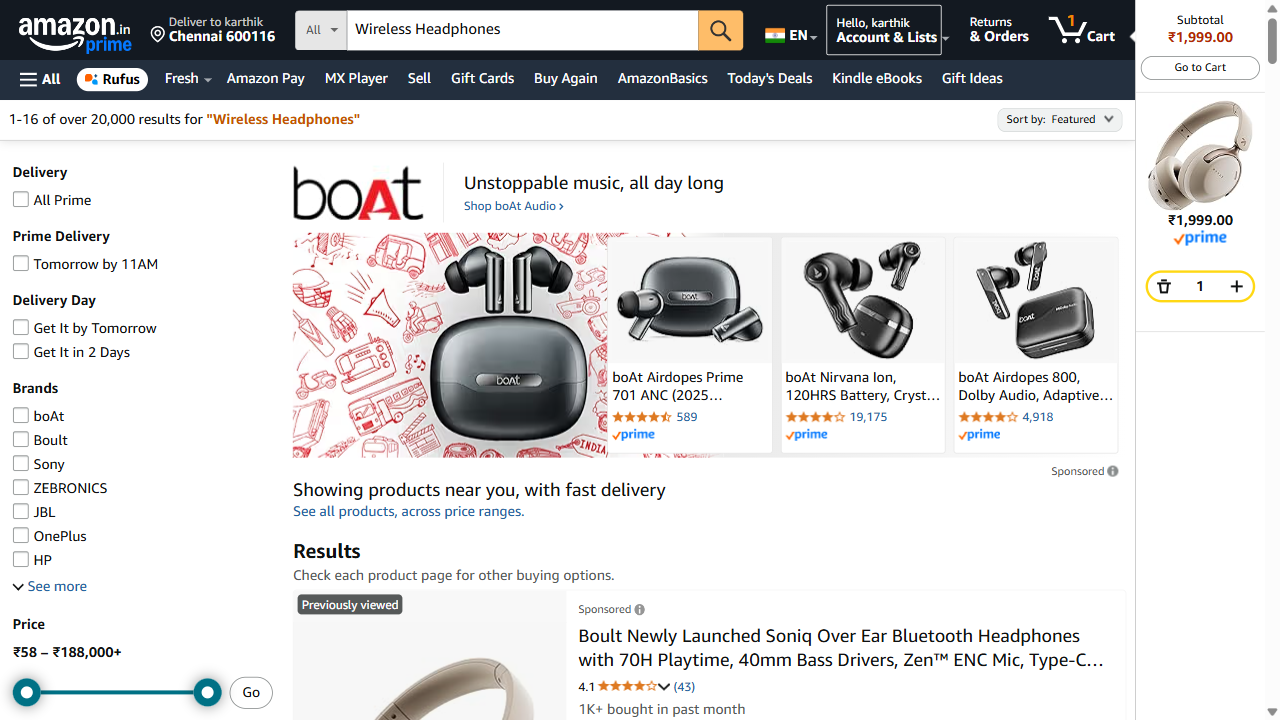 amazon.in
prime
Deliver to karthik
Chennai 600116
All
Wireless Headphones
EN
Hello, karthik
Account & Lists
Returns
& Orders
1
Cart
Subtotal
₹1,999.00
Go to Cart
All
Rufus
Fresh
Amazon Pay
MX Player
Sell
Gift Cards
Buy Again
AmazonBasics
Today's Deals
Kindle eBooks
Gift Ideas
1-16 of over 20,000 results for "Wireless Headphones"
Sort by: Featured
Delivery
All Prime
Prime Delivery
Tomorrow by 11AM
Delivery Day
Get It by Tomorrow
Get It in 2 Days
Brands
boAt
Boult
Sony
ZEBRONICS
JBL
OnePlus
HP
See more
Price
₹58 – ₹188,000+
Go
boAt
Unstoppable music, all day long
Shop boAt Audio ›
boAt
INDIA
boAt
boAt Airdopes Prime
701 ANC (2025…
589
prime
boAt Nirvana Ion,
120HRS Battery, Cryst…
19,175
prime
boAt
boAt Airdopes 800,
Dolby Audio, Adaptive…
4,918
prime
Sponsored
Showing products near you, with fast delivery
See all products, across price ranges.
Results
Check each product page for other buying options.
Previously viewed
Sponsored
Boult Newly Launched Soniq Over Ear Bluetooth Headphones
with 70H Playtime, 40mm Bass Drivers, Zen™ ENC Mic, Type-C…
4.1 (43)
1K+ bought in past month
₹1,999.00
prime
1